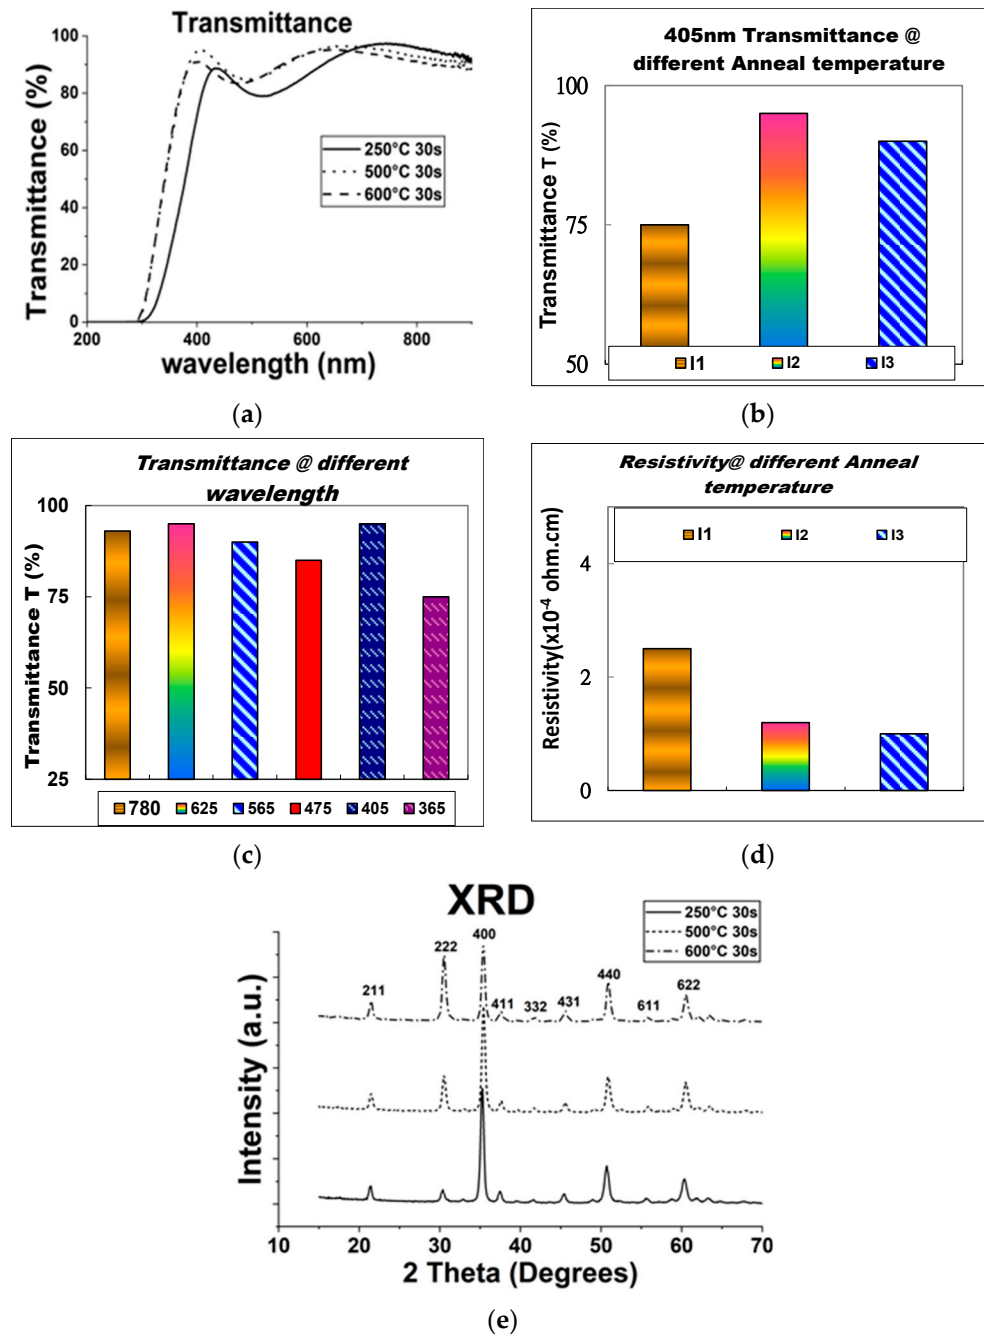 Transmittance
Transmittance (%)
100
80
60
40
20
0
250°C 30s
500°C 30s
600°C 30s
200
400
600
800
wavelength (nm)
(a)
405nm Transmittance @
different Anneal temperature
Transmittance T (%)
100
75
50
I1
I2
I3
(b)
Transmittance @ different
wavelength
Transmittance T (%)
100
75
50
25
780
625
565
475
405
365
(c)
Resistivity@ different Anneal
temperature
Resistivity(x10⁻⁴ ohm.cm)
I1
I2
I3
4
2
0
(d)
XRD
250°C 30s
500°C 30s
600°C 30s
Intensity (a.u.)
211
222
400
411
332
431
440
611
622
10
20
30
40
50
60
70
2 Theta (Degrees)
(e)